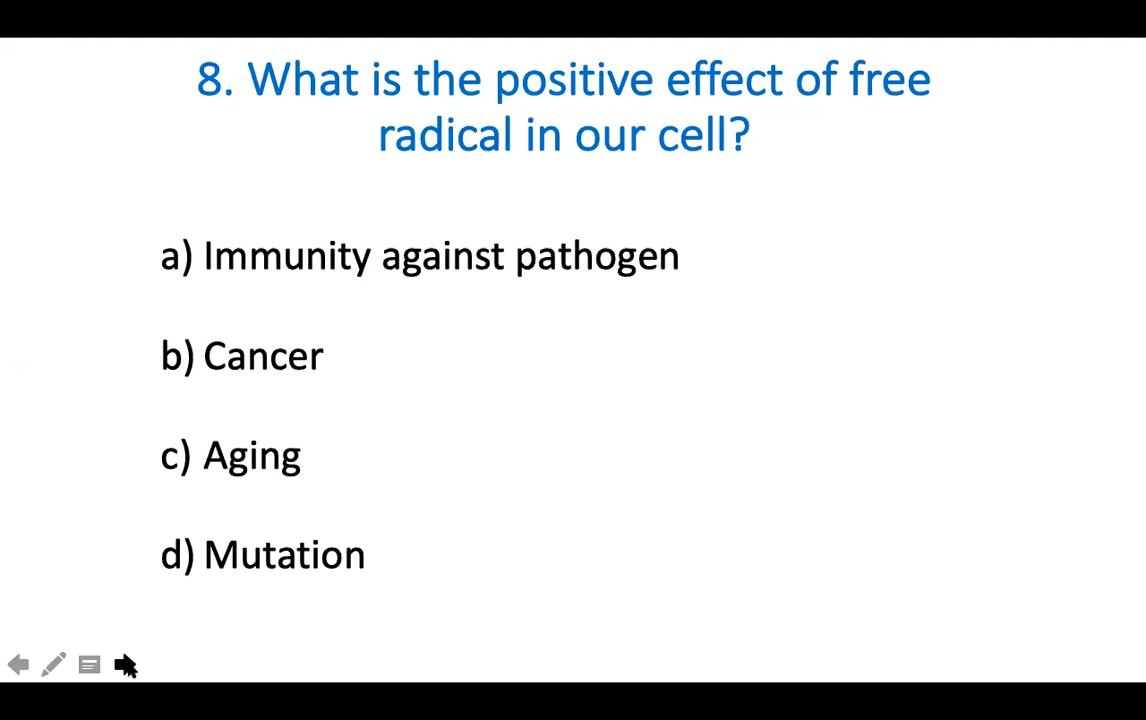 8. What is the positive effect of free
radical in our cell?
a) Immunity against pathogen
b) Cancer
c) Aging
d) Mutation